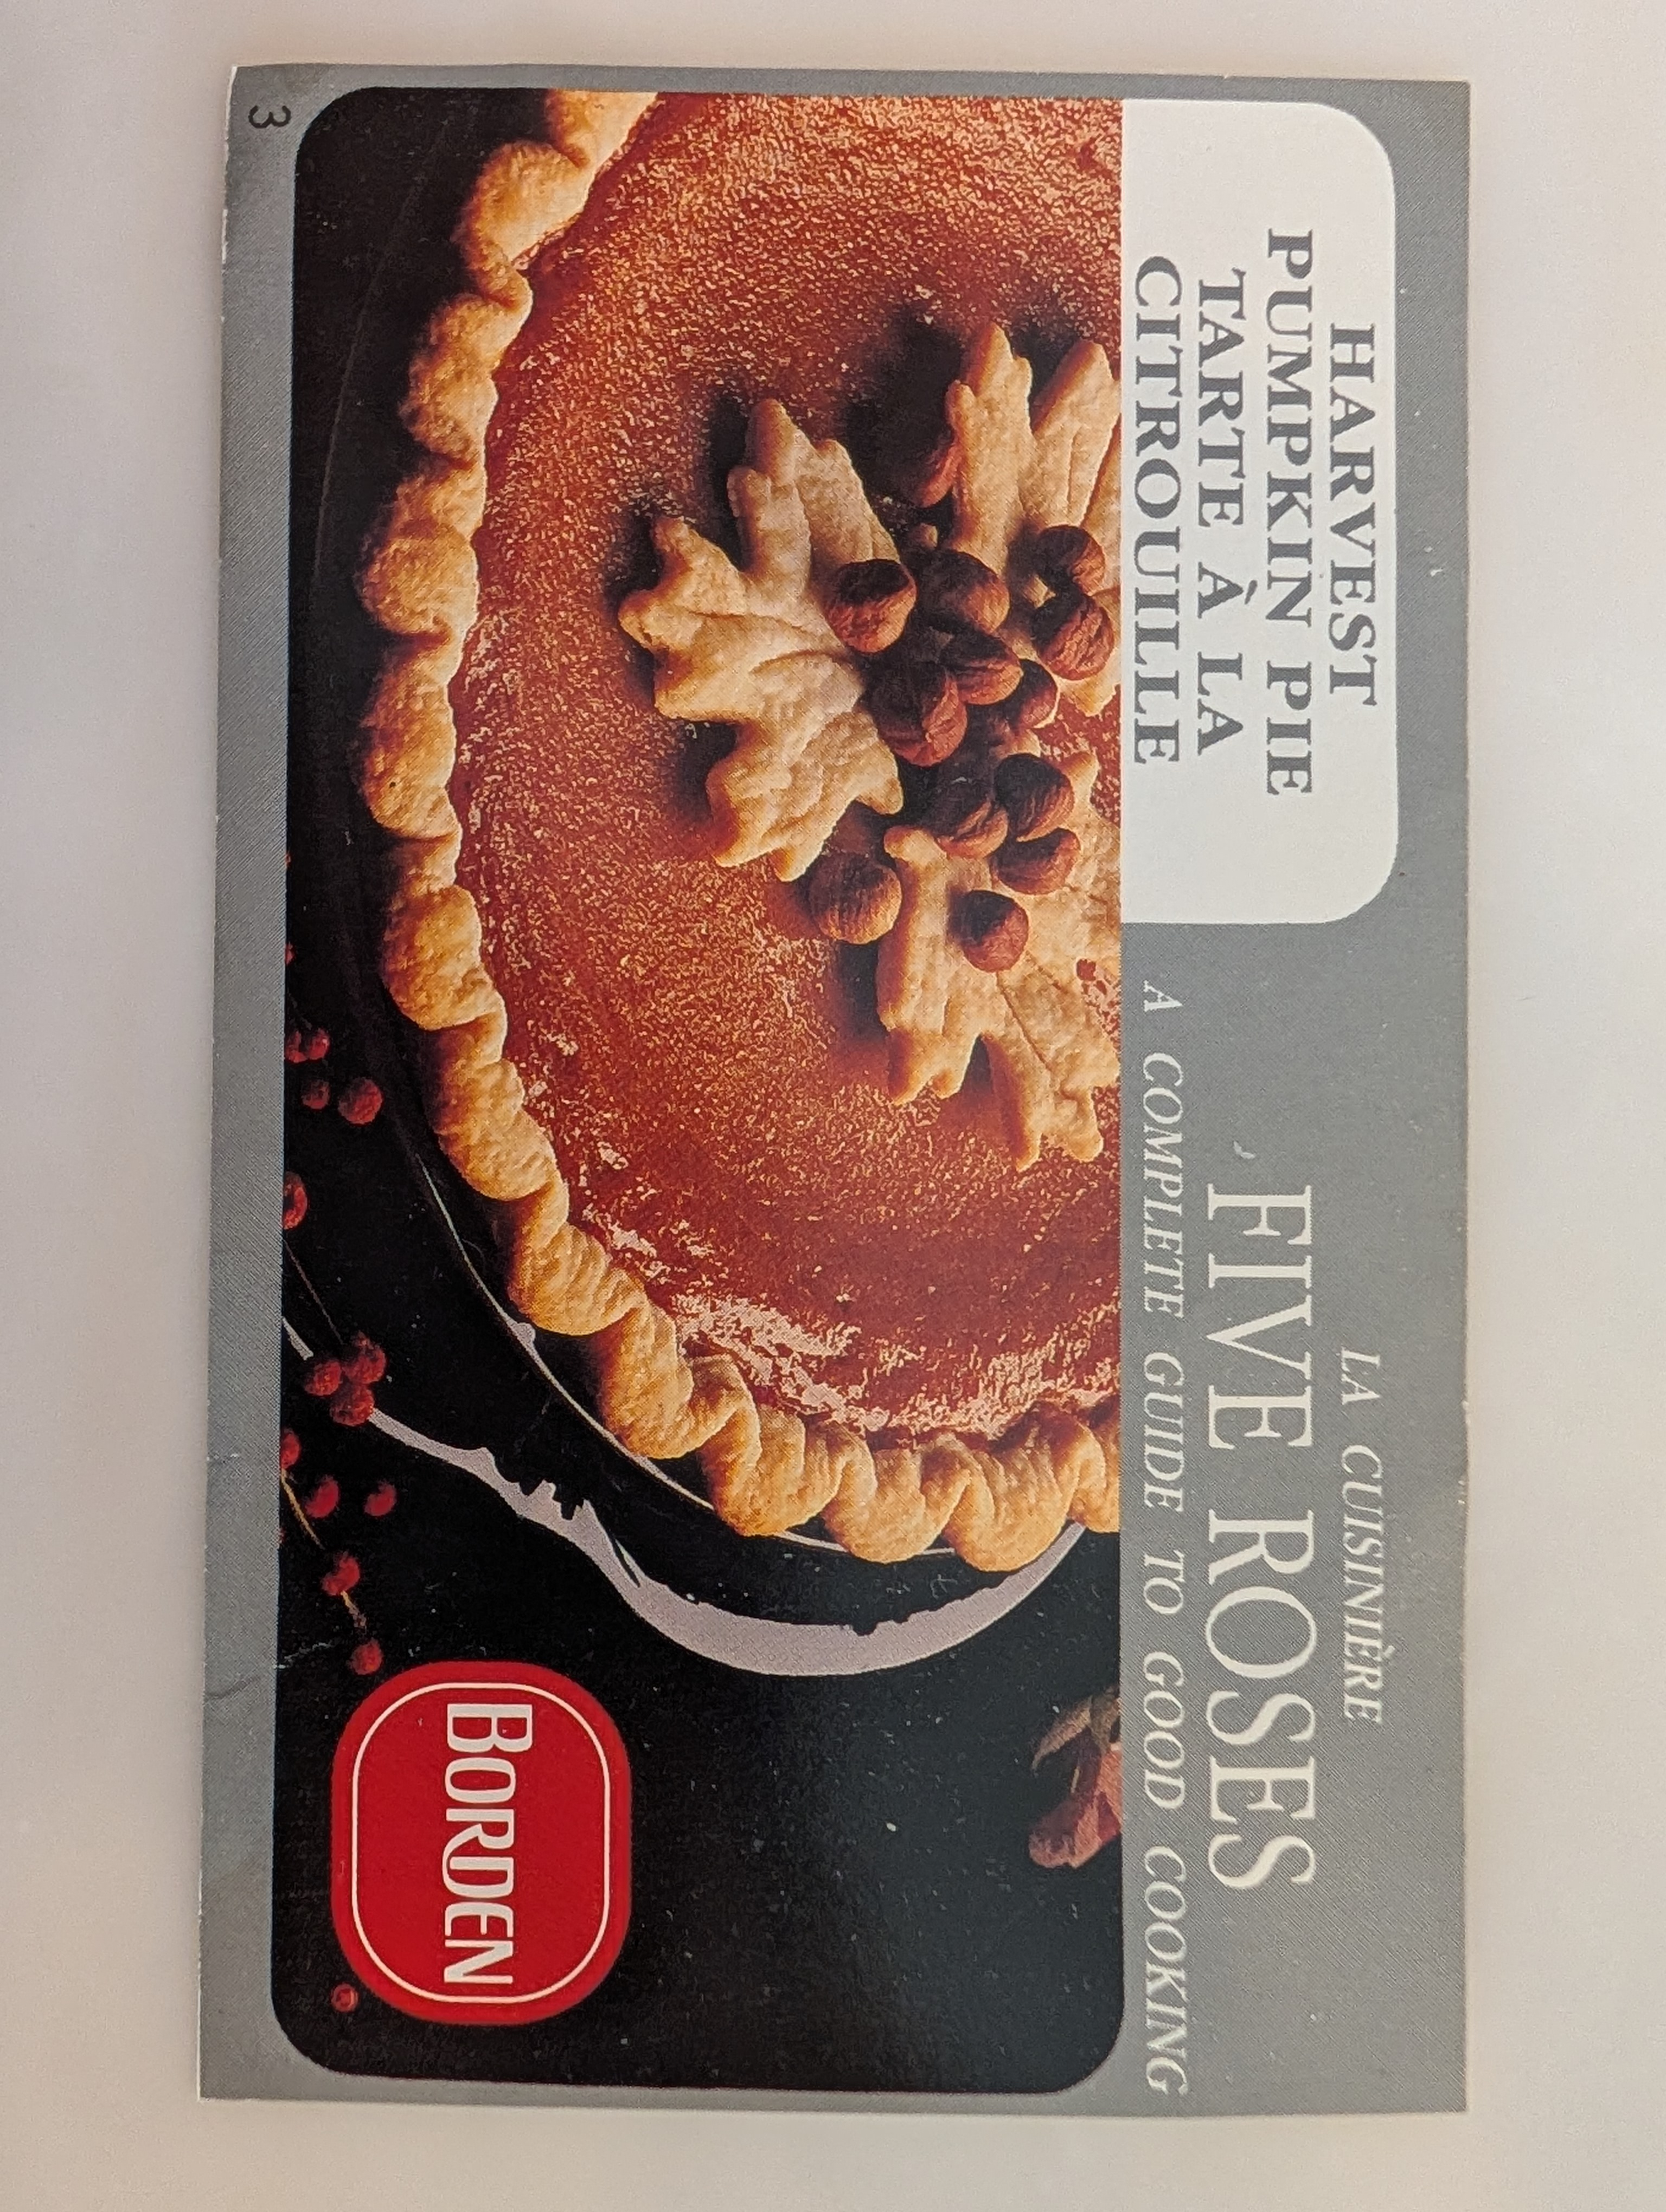 HARVEST
PUMPKIN PIE
TARTE À LA
CITROUILLE
LA CUISINIÈRE
FIVE ROSES
A COMPLETE GUIDE TO GOOD COOKING
BORDEN
3